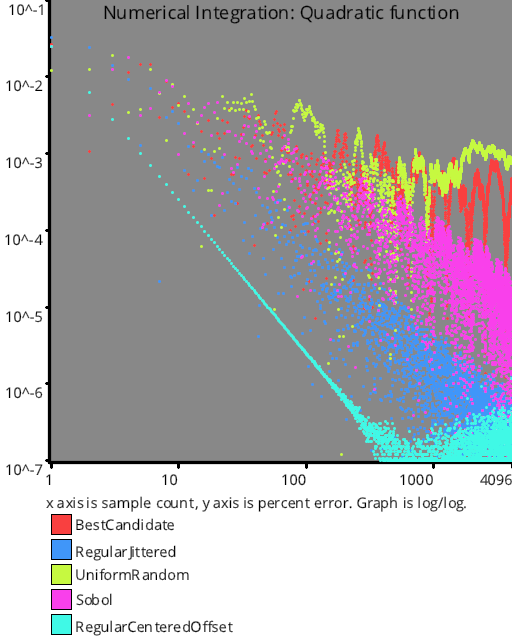 Numerical Integration: Quadratic function
10^-1
10^-2
10^-3
10^-4
10^-5
10^-6
10^-7
1 10 100 1000 4096
x axis is sample count, y axis is percent error. Graph is log/log.
BestCandidate
RegularJittered
UniformRandom
Sobol
RegularCenteredOffset